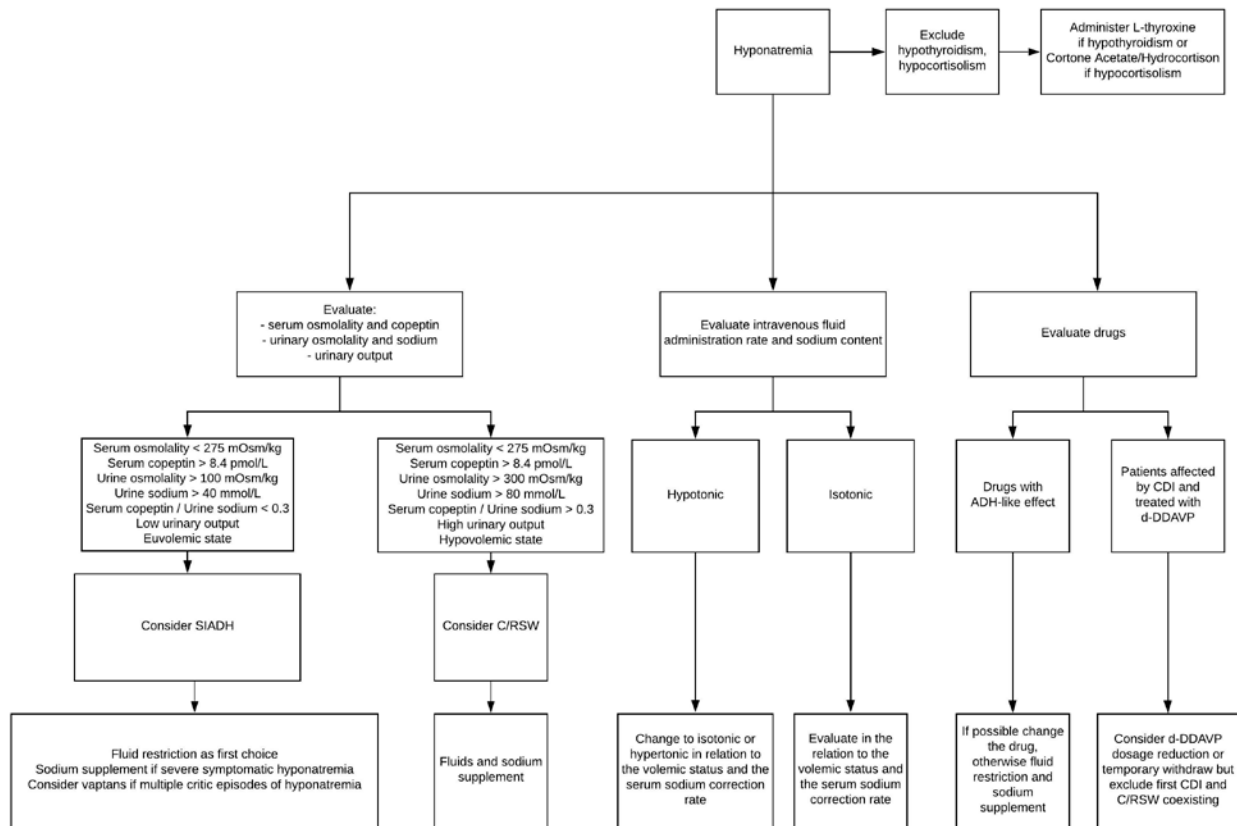 Hyponatremia
Exclude
hypothyroidism,
hypocortisolism
Administer L-thyroxine
if hypothyroidism or
Cortone Acetate/Hydrocortison
if hypocortisolism
Evaluate:
- serum osmolality and copeptin
- urinary osmolality and sodium
- urinary output
Evaluate intravenous fluid
administration rate and sodium content
Evaluate drugs
Serum osmolality < 275 mOsm/kg
Serum copeptin > 8.4 pmol/L
Urine osmolality > 100 mOsm/kg
Urine sodium > 40 mmol/L
Serum copeptin / Urine sodium < 0.3
Low urinary output
Euvolemic state
Serum osmolality < 275 mOsm/kg
Serum copeptin > 8.4 pmol/L
Urine osmolality > 300 mOsm/kg
Urine sodium > 80 mmol/L
Serum copeptin / Urine sodium > 0.3
High urinary output
Hypovolemic state
Hypotonic
Isotonic
Drugs with
ADH-like effect
Patients affected
by CDI and
treated with
d-DDAVP
Consider SIADH
Consider C/RSW
Fluid restriction as first choice
Sodium supplement if severe symptomatic hyponatremia
Consider vaptans if multiple critic episodes of hyponatremia
Fluids and sodium
supplement
Change to isotonic or
hypertonic in relation to
the volemic status and the
serum sodium correction
rate
Evaluate in the
relation to the
volemic status and
the serum sodium
correction rate
If possible change
the drug,
otherwise fluid
restriction and
sodium
supplement
Consider d-DDAVP
dosage reduction or
temporary withdraw but
exclude first CDI and
C/RSW coexisting